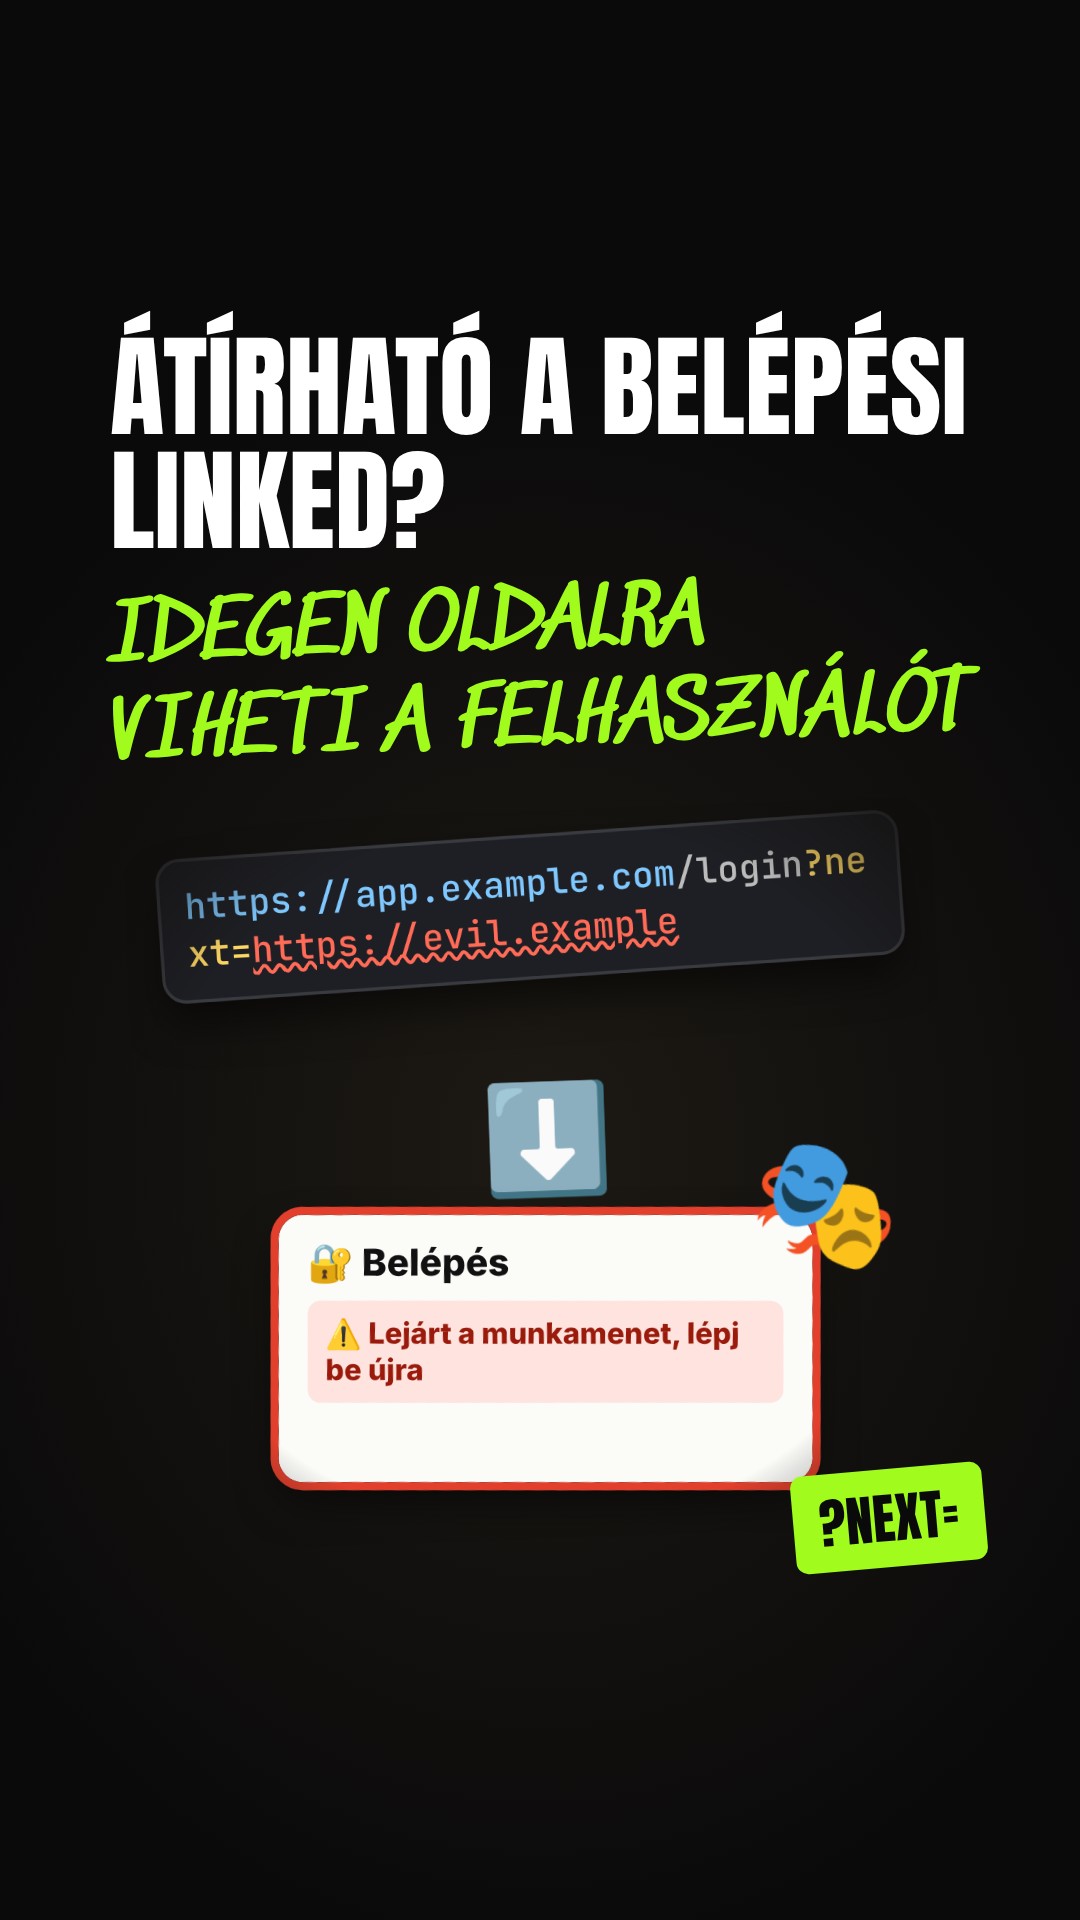 ÁTÍRHATÓ A BELÉPÉSI
LINKED?
IDEGEN OLDALRA
VIHETI A FELHASZNÁLÓT
https://app.example.com/login?ne
xt=https://evil.example
Belépés
Lejárt a munkamenet, lépj
be újra
?NEXT=